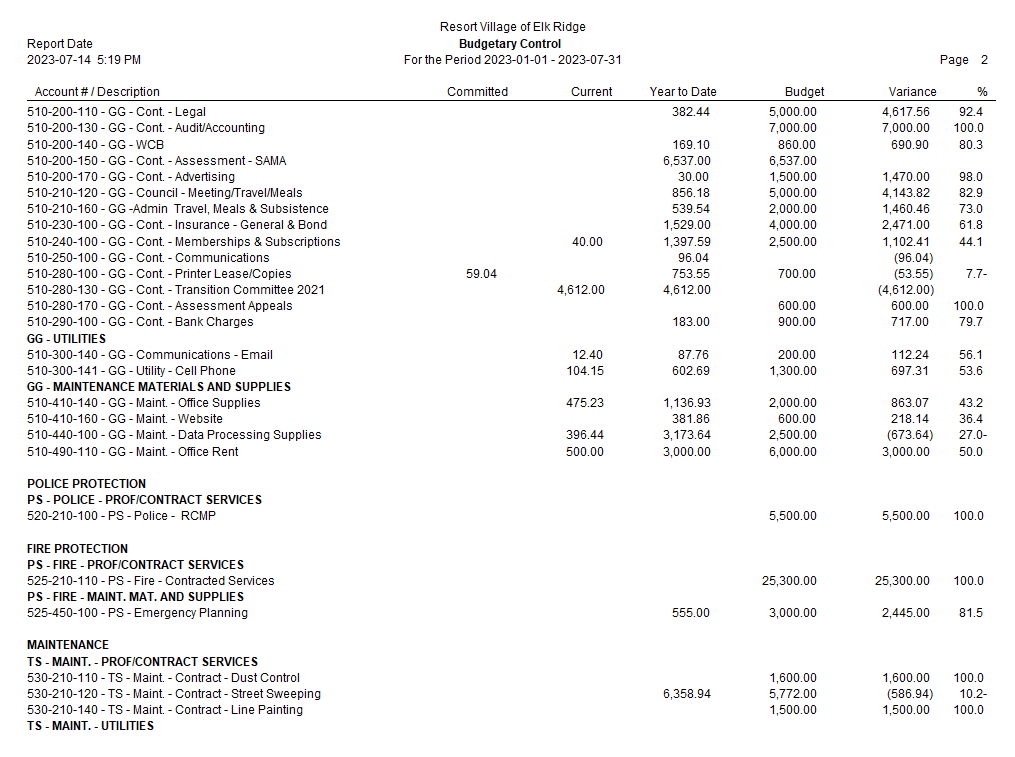 Resort Village of Elk Ridge
Report Date Budgetary Control
2023-07-14 5:19 PM For the Period 2023-01-01 - 2023-07-31 Page 2
Account # / Description Committed Current Year to Date Budget Variance %
510-200-110 - GG - Cont. - Legal 382.44 5,000.00 4,617.56 92.4
510-200-130 - GG - Cont. - Audit/Accounting 7,000.00 7,000.00 100.0
510-200-140 - GG - WCB 169.10 860.00 690.90 80.3
510-200-150 - GG - Cont. - Assessment - SAMA 6,537.00 6,537.00
510-200-170 - GG - Cont. - Advertising 30.00 1,500.00 1,470.00 98.0
510-210-120 - GG - Council - Meeting/Travel/Meals 856.18 5,000.00 4,143.82 82.9
510-210-160 - GG -Admin Travel, Meals & Subsistence 539.54 2,000.00 1,460.46 73.0
510-230-100 - GG - Cont. - Insurance - General & Bond 1,529.00 4,000.00 2,471.00 61.8
510-240-100 - GG - Cont. - Memberships & Subscriptions 40.00 1,397.59 2,500.00 1,102.41 44.1
510-250-100 - GG - Cont. - Communications 96.04 (96.04)
510-280-100 - GG - Cont. - Printer Lease/Copies 59.04 753.55 700.00 (53.55) 7.7-
510-280-130 - GG - Cont. - Transition Committee 2021 4,612.00 4,612.00 (4,612.00)
510-280-170 - GG - Cont. - Assessment Appeals 600.00 600.00 100.0
510-290-100 - GG - Cont. - Bank Charges 183.00 900.00 717.00 79.7
GG - UTILITIES
510-300-140 - GG - Communications - Email 12.40 87.76 200.00 112.24 56.1
510-300-141 - GG - Utility - Cell Phone 104.15 602.69 1,300.00 697.31 53.6
GG - MAINTENANCE MATERIALS AND SUPPLIES
510-410-140 - GG - Maint. - Office Supplies 475.23 1,136.93 2,000.00 863.07 43.2
510-410-160 - GG - Maint. - Website 381.86 600.00 218.14 36.4
510-440-100 - GG - Maint. - Data Processing Supplies 396.44 3,173.64 2,500.00 (673.64) 27.0-
510-490-110 - GG - Maint. - Office Rent 500.00 3,000.00 6,000.00 3,000.00 50.0
POLICE PROTECTION
PS - POLICE - PROF/CONTRACT SERVICES
520-210-100 - PS - Police - RCMP 5,500.00 5,500.00 100.0
FIRE PROTECTION
PS - FIRE - PROF/CONTRACT SERVICES
525-210-110 - PS - Fire - Contracted Services 25,300.00 25,300.00 100.0
PS - FIRE - MAINT. MAT. AND SUPPLIES
525-450-100 - PS - Emergency Planning 555.00 3,000.00 2,445.00 81.5
MAINTENANCE
TS - MAINT. - PROF/CONTRACT SERVICES
530-210-110 - TS - Maint. - Contract - Dust Control 1,600.00 1,600.00 100.0
530-210-120 - TS - Maint. - Contract - Street Sweeping 6,358.94 5,772.00 (586.94) 10.2-
530-210-140 - TS - Maint. - Contract - Line Painting 1,500.00 1,500.00 100.0
TS - MAINT. - UTILITIES